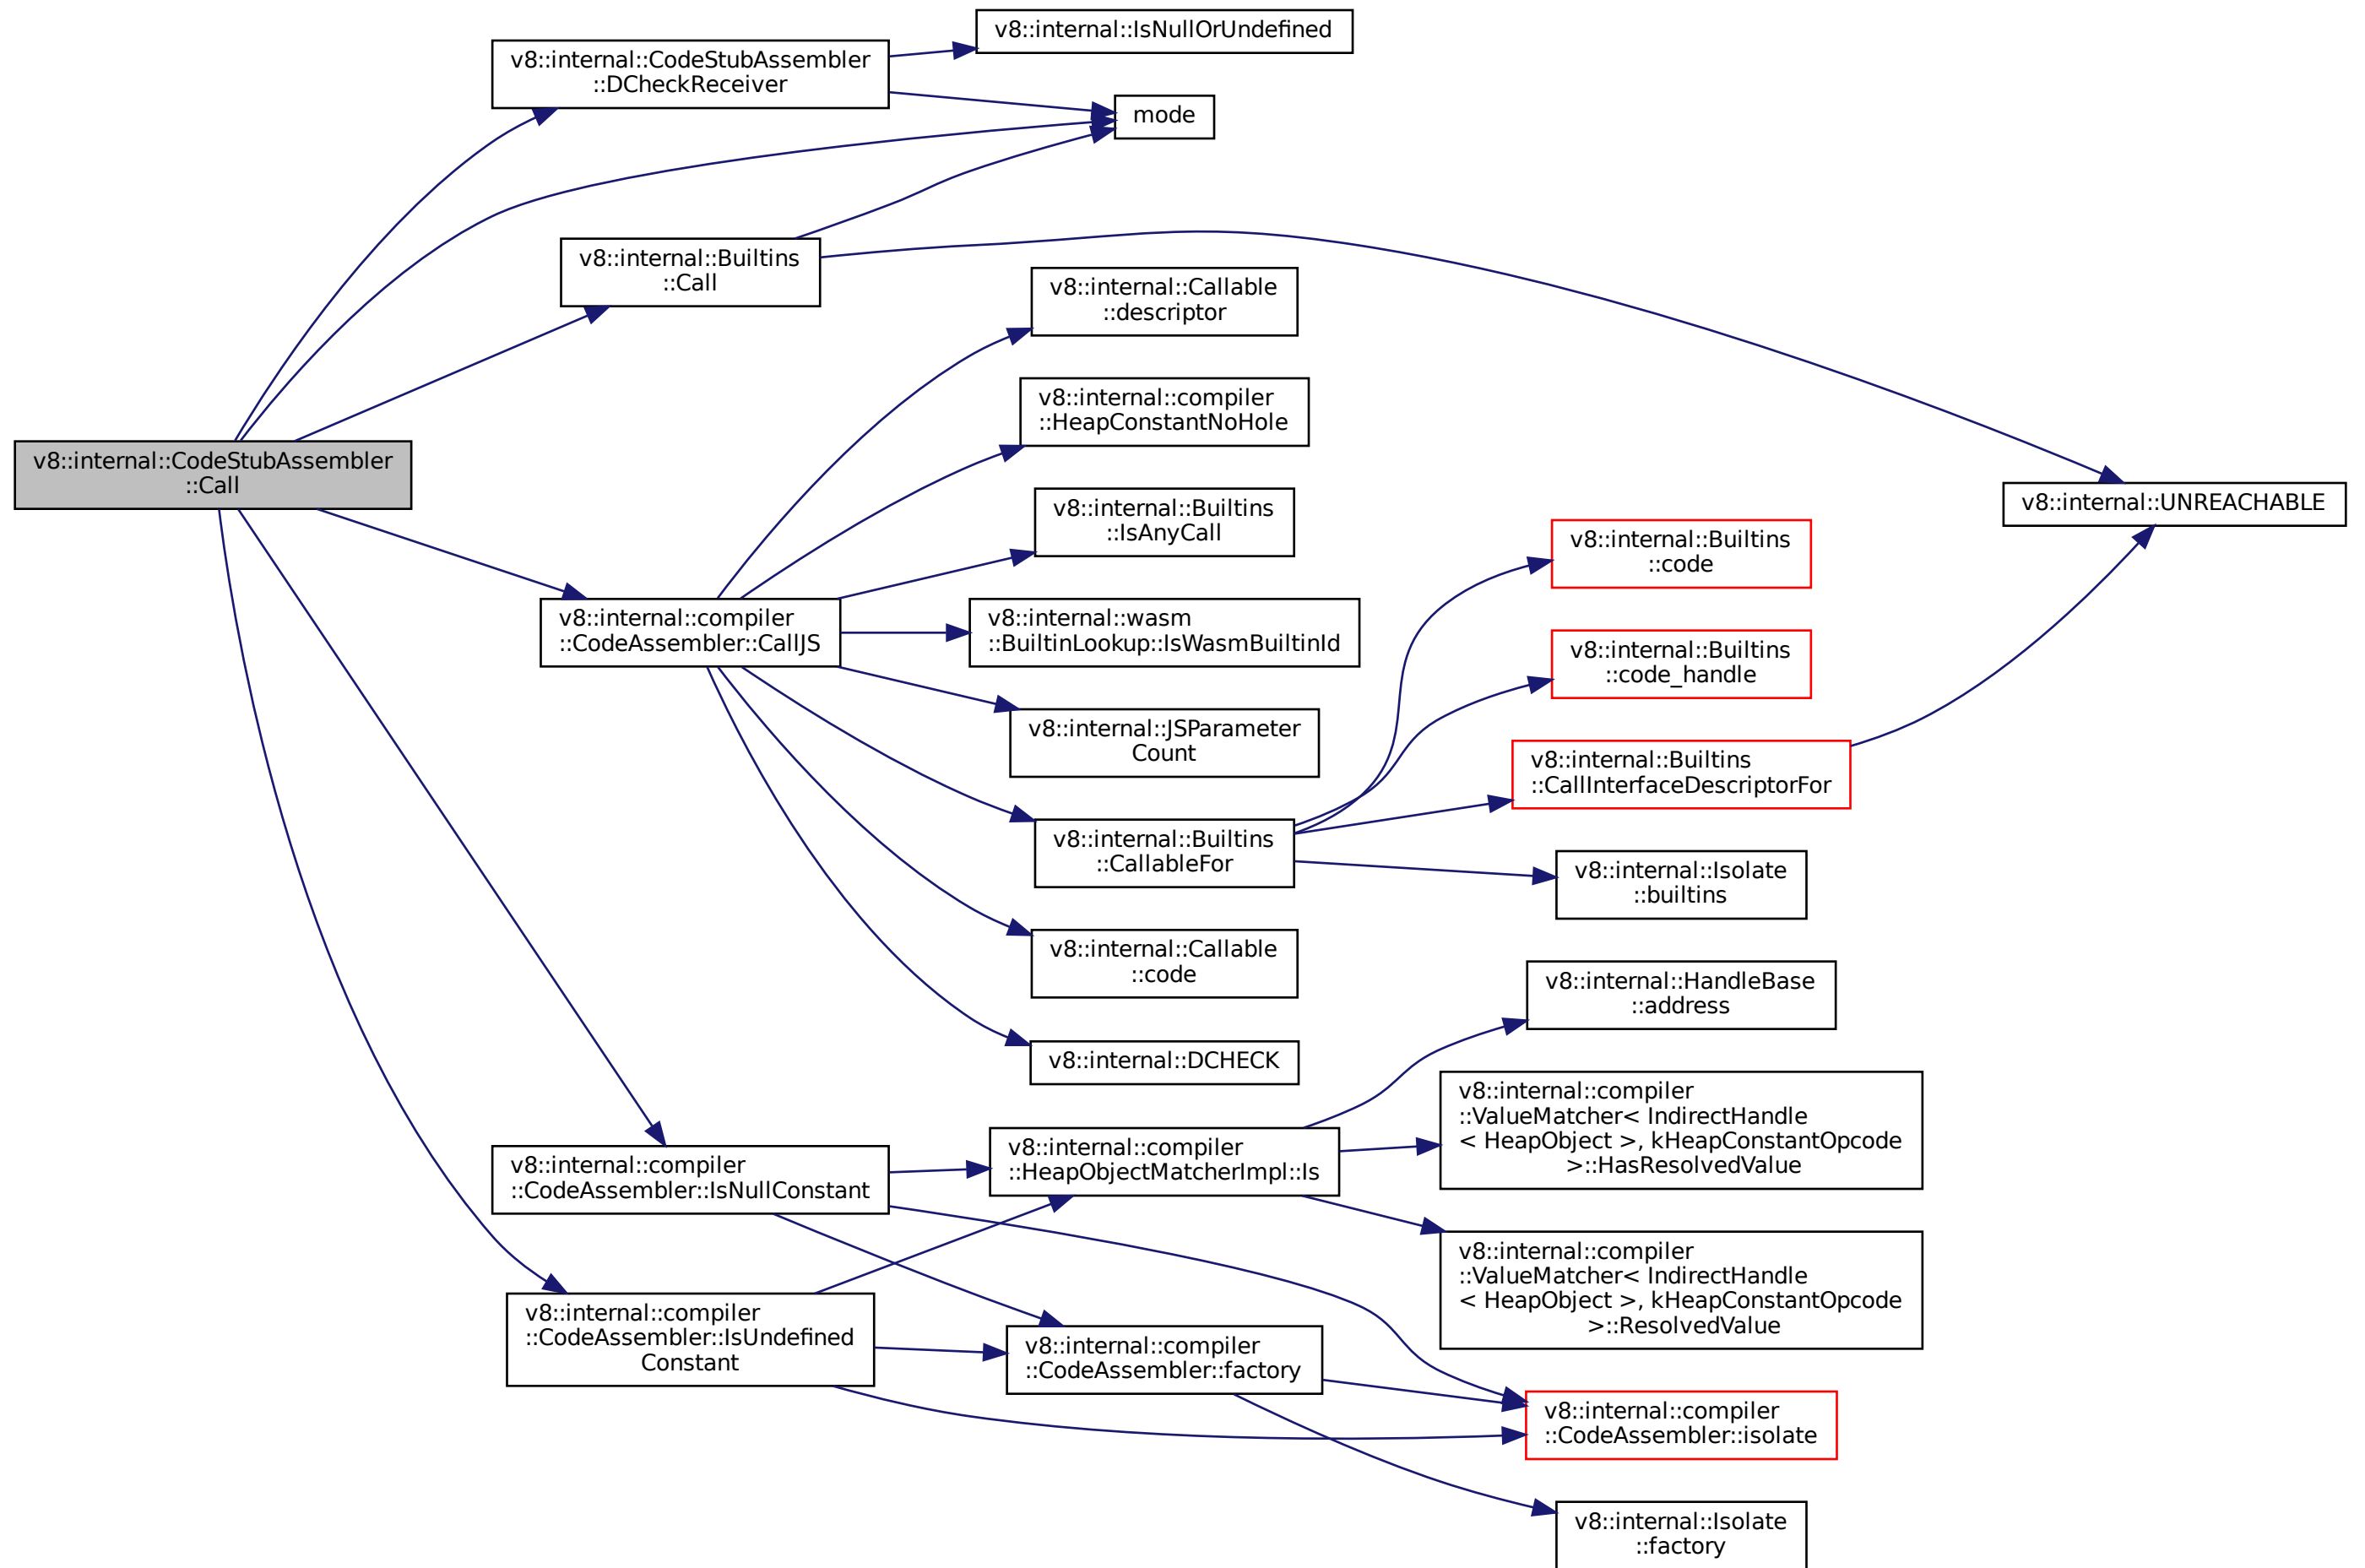 v8::internal::IsNullOrUndefined
v8::internal::CodeStubAssembler
::DCheckReceiver
mode
v8::internal::Builtins
::Call
v8::internal::Callable
::descriptor
v8::internal::compiler
::HeapConstantNoHole
v8::internal::CodeStubAssembler
::Call
v8::internal::Builtins
::IsAnyCall
v8::internal::UNREACHABLE
v8::internal::Builtins
::code
v8::internal::compiler
::CodeAssembler::CallJS
v8::internal::wasm
::BuiltinLookup::IsWasmBuiltinId
v8::internal::Builtins
::code_handle
v8::internal::JSParameter
Count
v8::internal::Builtins
::CallInterfaceDescriptorFor
v8::internal::Builtins
::CallableFor
v8::internal::Isolate
::builtins
v8::internal::Callable
::code
v8::internal::HandleBase
::address
v8::internal::DCHECK
v8::internal::compiler
::ValueMatcher< IndirectHandle
< HeapObject >, kHeapConstantOpcode
>::HasResolvedValue
v8::internal::compiler
::HeapObjectMatcherImpl::Is
v8::internal::compiler
::CodeAssembler::IsNullConstant
v8::internal::compiler
::ValueMatcher< IndirectHandle
< HeapObject >, kHeapConstantOpcode
>::ResolvedValue
v8::internal::compiler
::CodeAssembler::IsUndefined
Constant
v8::internal::compiler
::CodeAssembler::factory
v8::internal::compiler
::CodeAssembler::isolate
v8::internal::Isolate
::factory